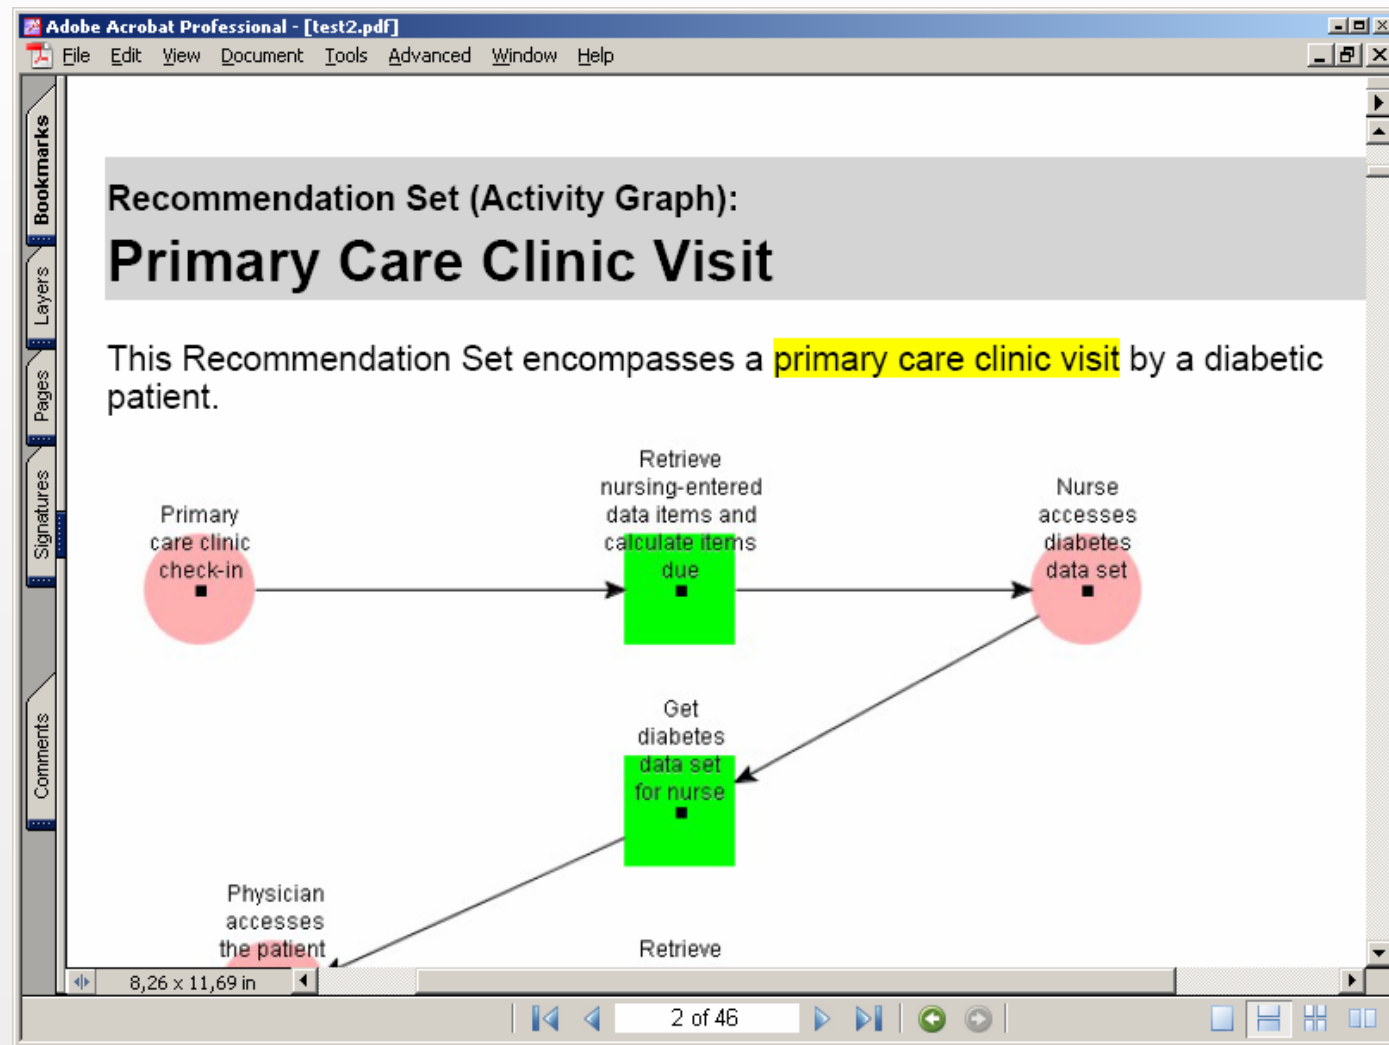 Adobe Acrobat Professional - [test2.pdf]
File Edit View Document Tools Advanced Window Help
Bookmarks
Layers
Pages
Signatures
Comments
Recommendation Set (Activity Graph):
Primary Care Clinic Visit
This Recommendation Set encompasses a primary care clinic visit by a diabetic
patient.
Primary
care clinic
check-in
Retrieve
nursing-entered
data items and
calculate items
due
Nurse
accesses
diabetes
data set
Get
diabetes
data set
for nurse
Physician
accesses
the patient
Retrieve
8,26 x 11,69 in
2 of 46